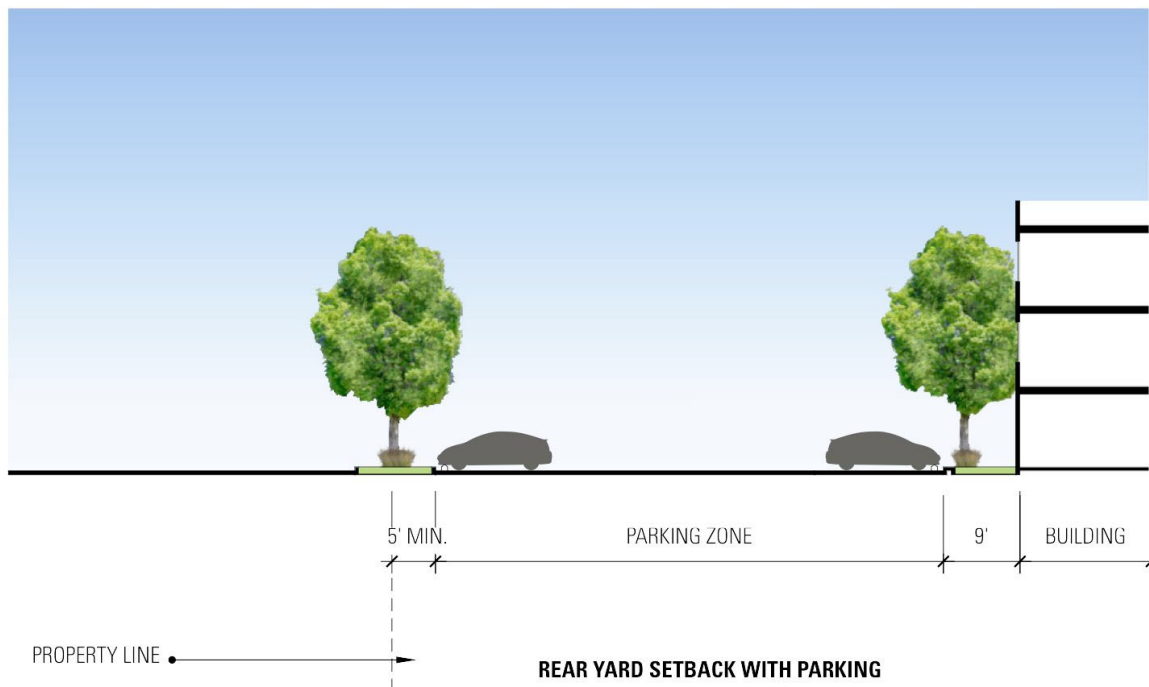 5' MIN.
PARKING ZONE
9'
BUILDING
PROPERTY LINE
REAR YARD SETBACK WITH PARKING